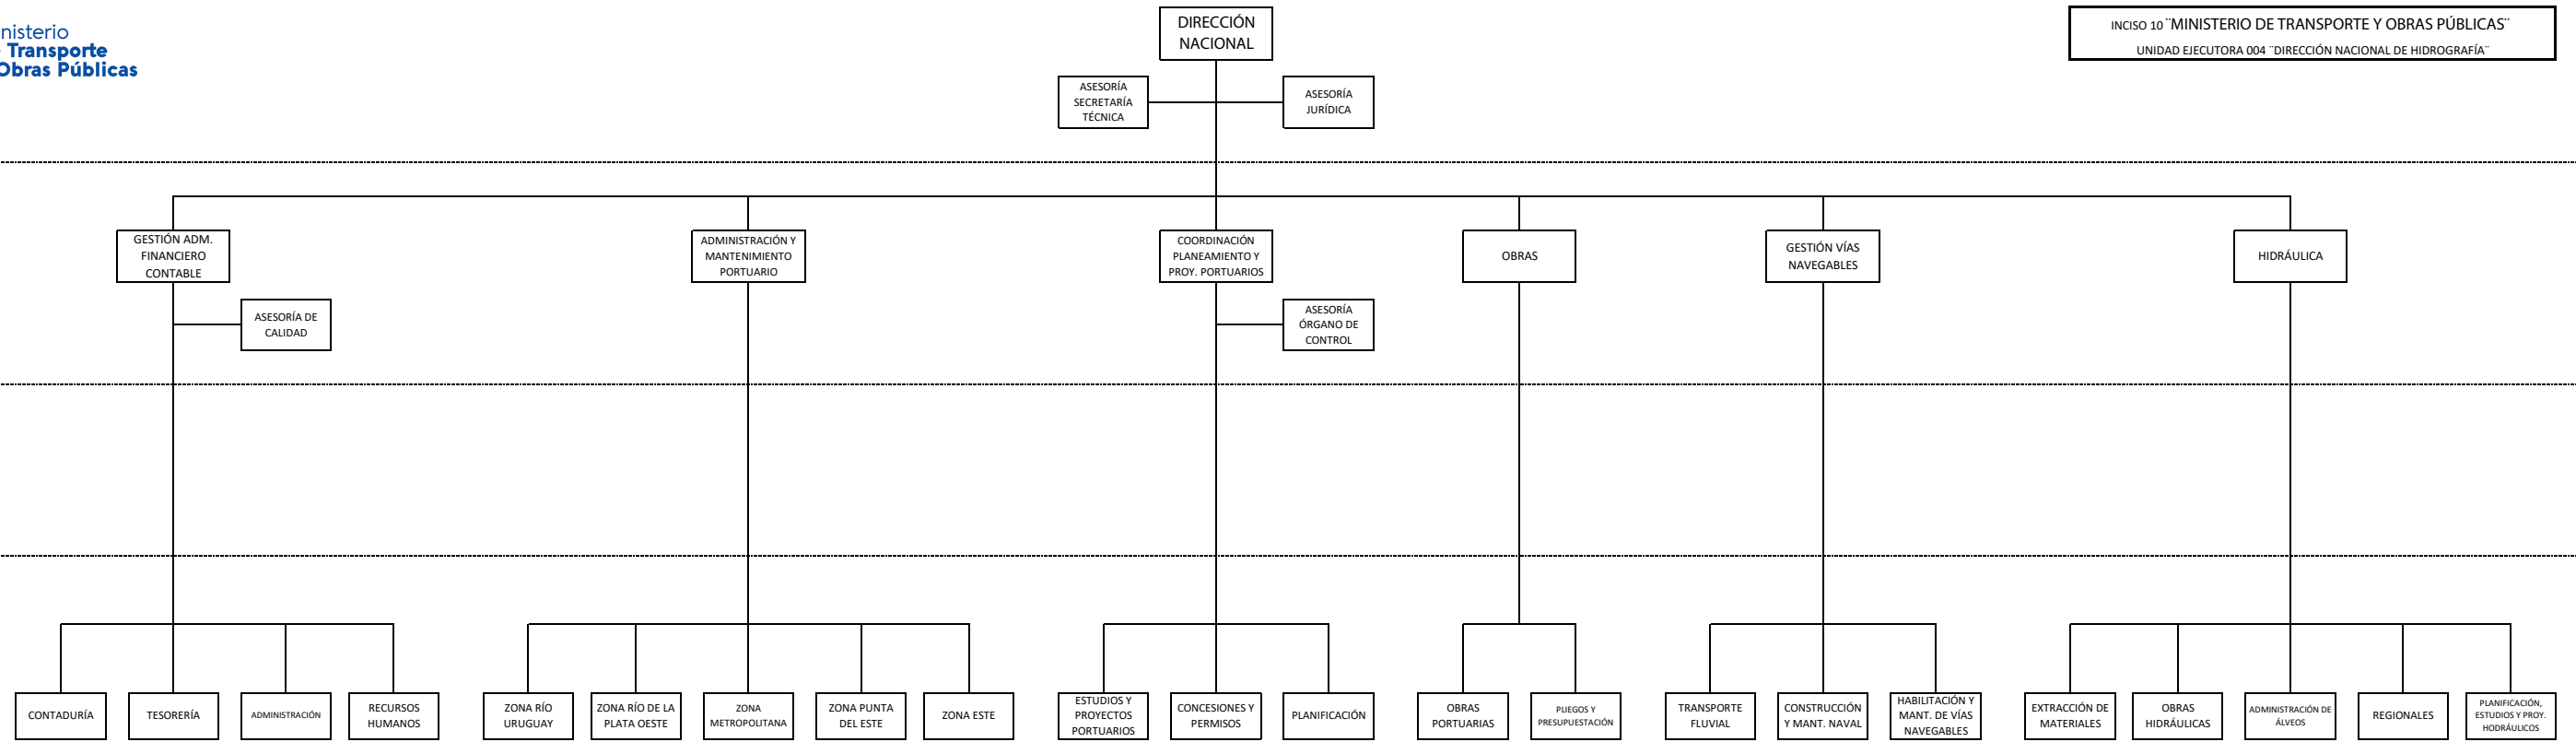 nisterio
Transporte
Obras Públicas
DIRECCIÓN
NACIONAL
INCISO 10 ¨MINISTERIO DE TRANSPORTE Y OBRAS PÚBLICAS¨
UNIDAD EJECUTORA 004 ¨DIRECCIÓN NACIONAL DE HIDROGRAFÍA¨
ASESORÍA
SECRETARÍA
TÉCNICA
ASESORÍA
JURÍDICA
GESTIÓN ADM.
FINANCIERO
CONTABLE
ADMINISTRACIÓN Y
MANTENIMIENTO
PORTUARIO
COORDINACIÓN
PLANEAMIENTO Y
PROY. PORTUARIOS
OBRAS
GESTIÓN VÍAS
NAVEGABLES
HIDRÁULICA
ASESORÍA DE
CALIDAD
ASESORÍA
ÓRGANO DE
CONTROL
CONTADURÍA
TESORERÍA
ADMINISTRACIÓN
RECURSOS
HUMANOS
ZONA RÍO
URUGUAY
ZONA RÍO DE LA
PLATA OESTE
ZONA
METROPOLITANA
ZONA PUNTA
DEL ESTE
ZONA ESTE
ESTUDIOS Y
PROYECTOS
PORTUARIOS
CONCESIONES Y
PERMISOS
PLANIFICACIÓN
OBRAS
PORTUARIAS
PLIEGOS Y
PRESUPUESTACIÓN
TRANSPORTE
FLUVIAL
CONSTRUCCIÓN
Y MANT. NAVAL
HABILITACIÓN Y
MANT. DE VÍAS
NAVEGABLES
EXTRACCIÓN DE
MATERIALES
OBRAS
HIDRÁULICAS
ADMINISTRACIÓN DE
ÁLVEOS
REGIONALES
PLANIFICACIÓN,
ESTUDIOS Y PROY.
HODRÁULICOS